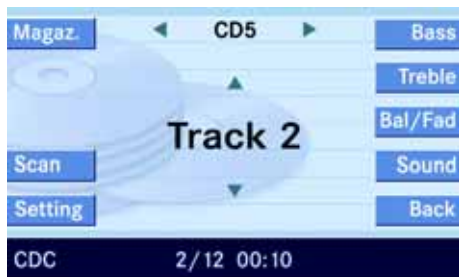 Magaz. CD5 Bass
Treble
Track 2 Bal/Fad
Scan Sound
Setting Back
CDC 2/12 00:10